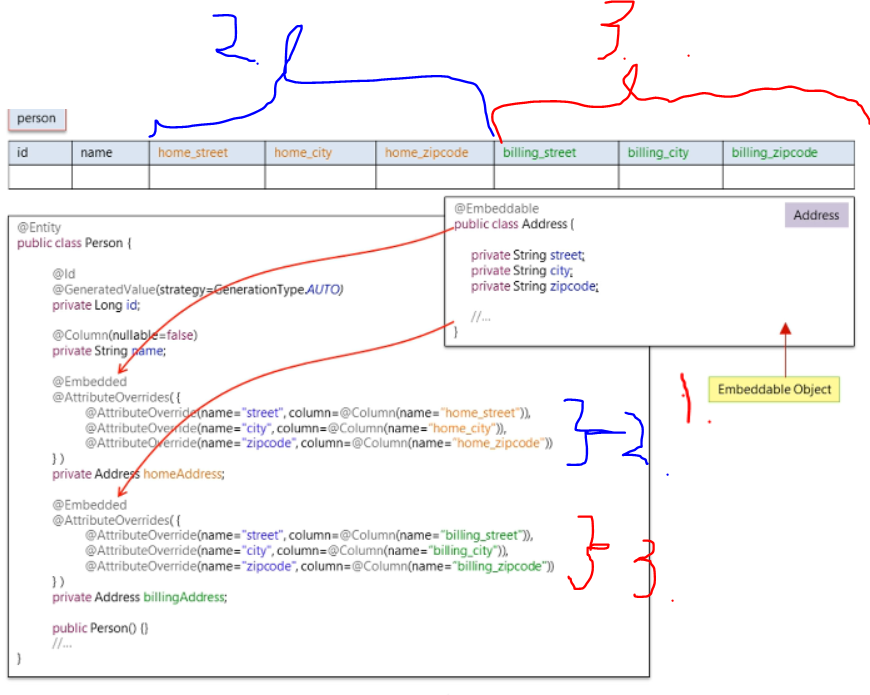 2.
3.
person
id name home_street home_city home_zipcode billing_street billing_city billing_zipcode
@Embeddable
public class Address {
Address
private String street;
private String city;
private String zipcode;
//...
}
Embeddable Object
1.
@Entity
public class Person {
@Id
@GeneratedValue(strategy=GenerationType.AUTO)
private Long id;
@Column(nullable=false)
private String name;
@Embedded
@AttributeOverrides( {
@AttributeOverride(name="street", column=@Column(name="home_street")),
@AttributeOverride(name="city", column=@Column(name="home_city")),
@AttributeOverride(name="zipcode", column=@Column(name="home_zipcode"))
} )
private Address homeAddress;
2.
@Embedded
@AttributeOverrides( {
@AttributeOverride(name="street", column=@Column(name="billing_street")),
@AttributeOverride(name="city", column=@Column(name="billing_city")),
@AttributeOverride(name="zipcode", column=@Column(name="billing_zipcode"))
} )
private Address billingAddress;
3.
public Person() {}
//...
}